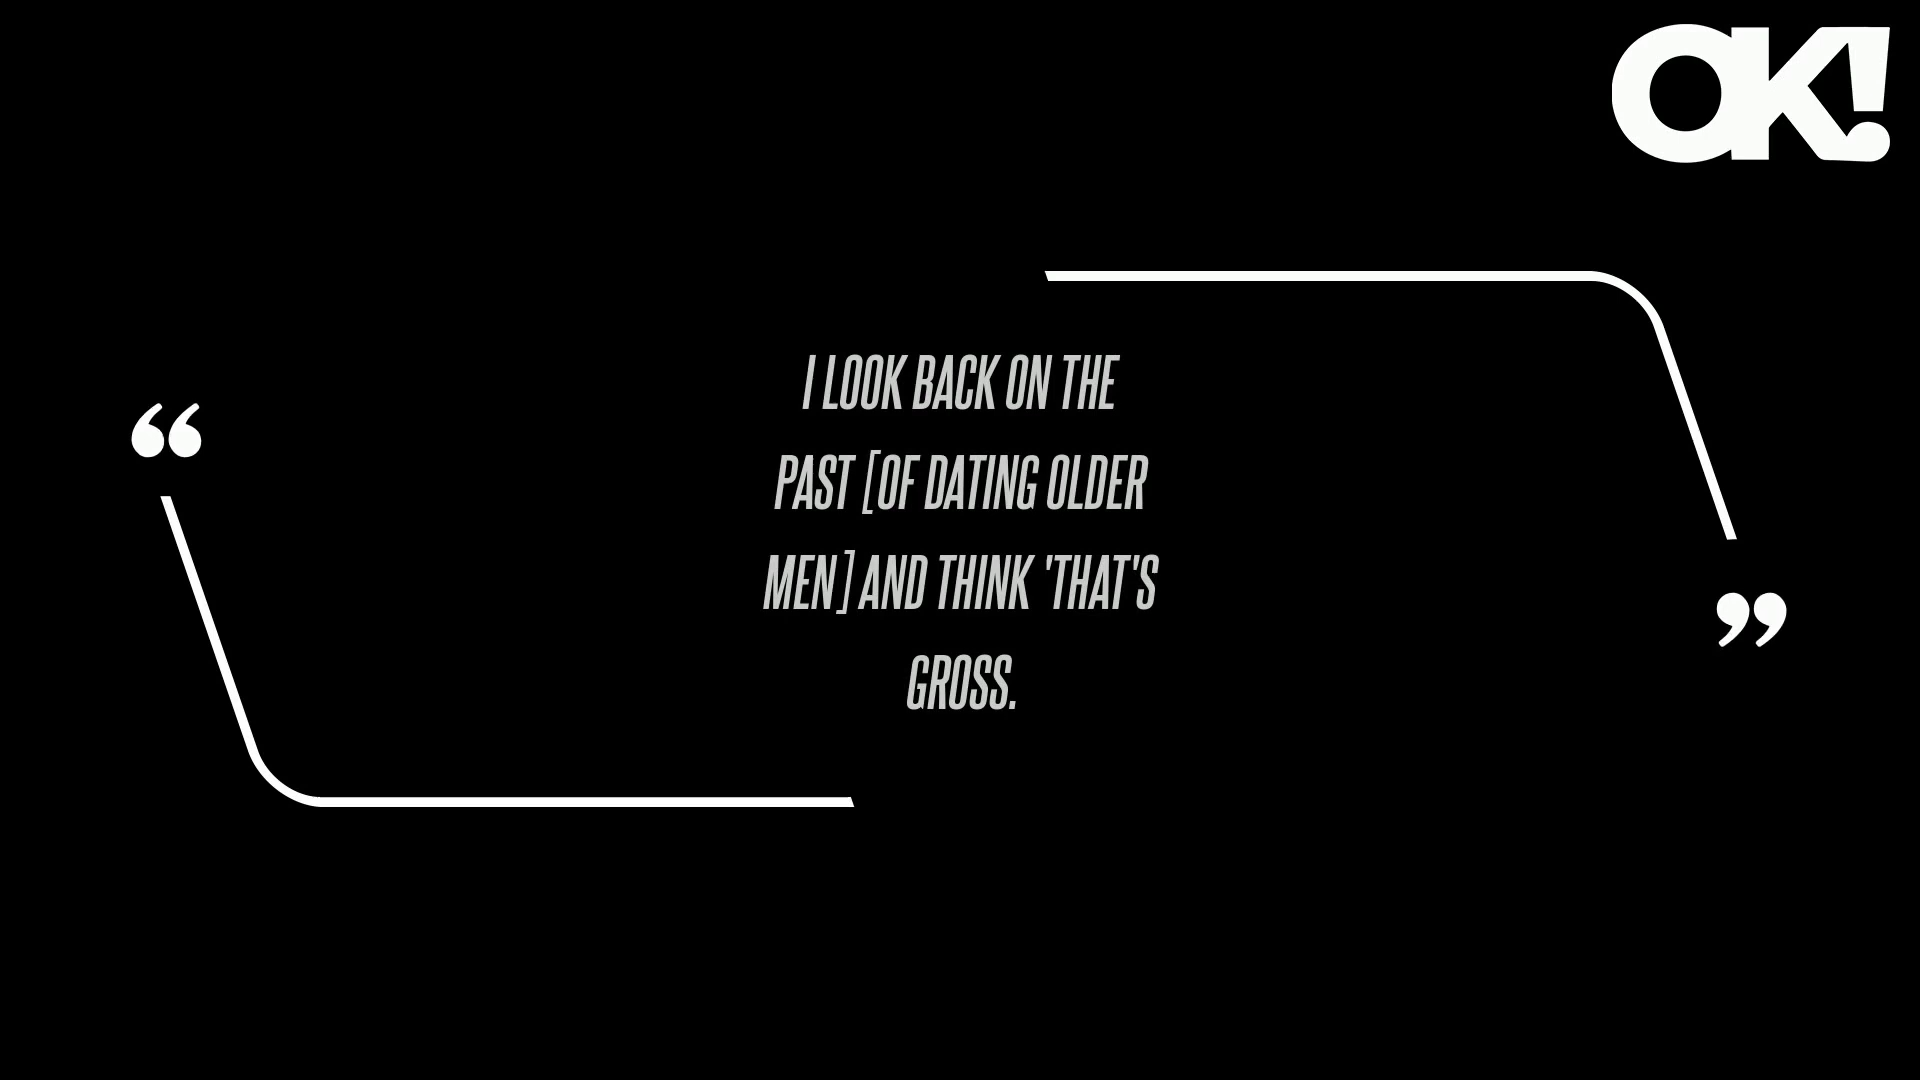 OK!
“
I LOOK BACK ON THE
PAST [OF DATING OLDER
MEN] AND THINK 'THAT'S
GROSS.
”